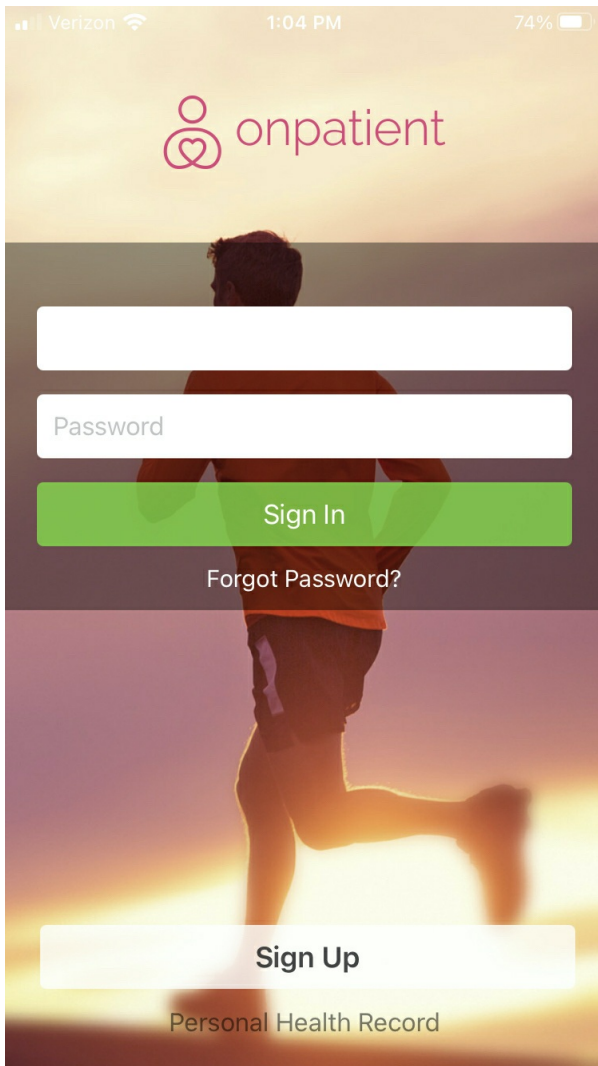 Verizon 1:04 PM 74%
onpatient
Password
Sign In
Forgot Password?
Sign Up
Personal Health Record